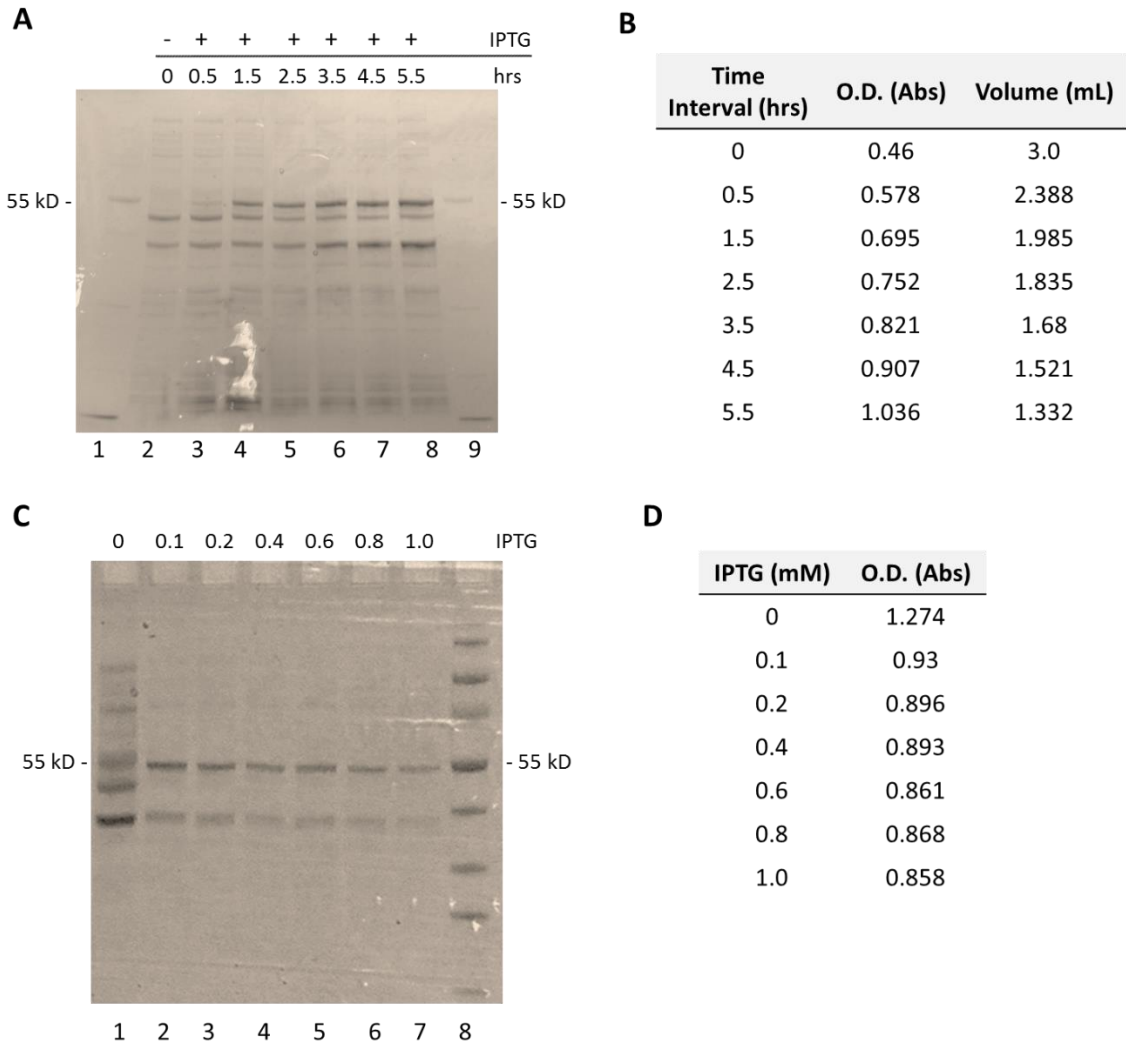 A
- + + + + + + IPTG
0 0.5 1.5 2.5 3.5 4.5 5.5 hrs
55 kD - - 55 kD
1 2 3 4 5 6 7 8 9
B
Time Interval (hrs) O.D. (Abs) Volume (mL)
0 0.46 3.0
0.5 0.578 2.388
1.5 0.695 1.985
2.5 0.752 1.835
3.5 0.821 1.68
4.5 0.907 1.521
5.5 1.036 1.332
C
0 0.1 0.2 0.4 0.6 0.8 1.0 IPTG
55 kD - - 55 kD
1 2 3 4 5 6 7 8
D
IPTG (mM) O.D. (Abs)
0 1.274
0.1 0.93
0.2 0.896
0.4 0.893
0.6 0.861
0.8 0.868
1.0 0.858